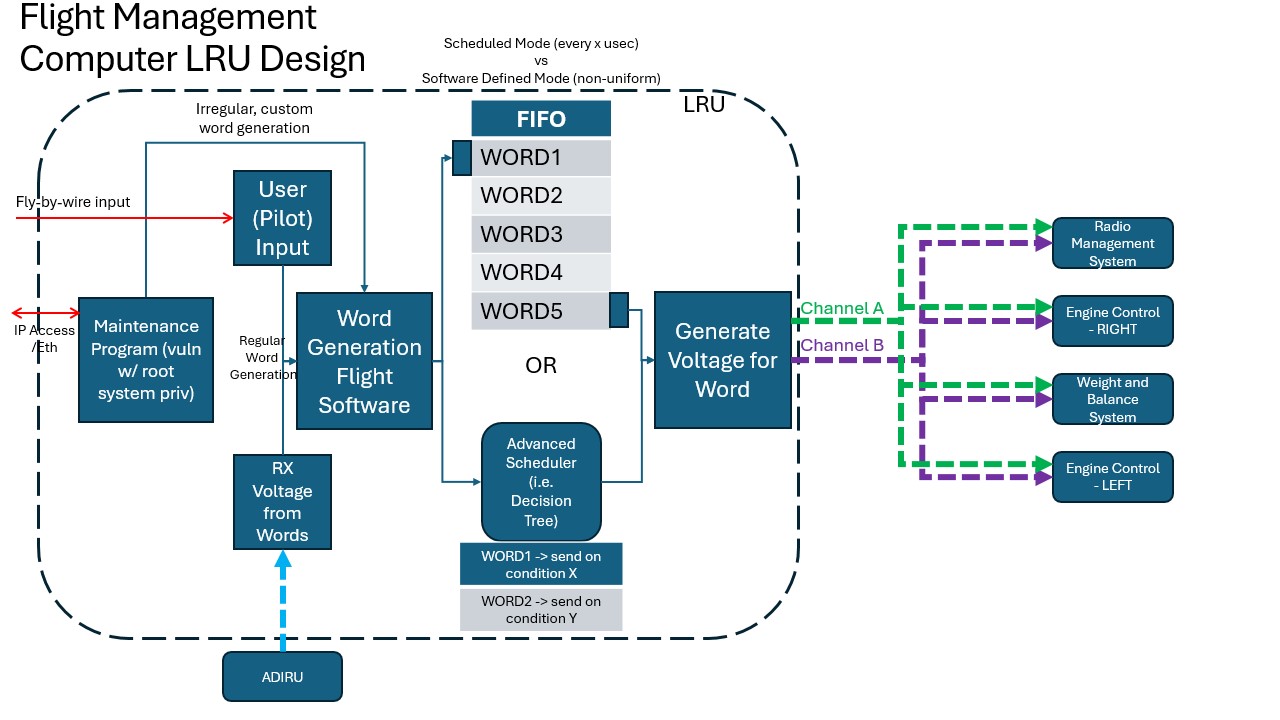 Flight Management
Computer LRU Design
Scheduled Mode (every x usec)
vs
Software Defined Mode (non-uniform)
LRU
Irregular, custom
word generation
FIFO
WORD1
WORD2
WORD3
WORD4
WORD5
OR
Fly-by-wire input
User
(Pilot)
Input
IP Access
/Eth
Maintenance
Program (vuln
w/ root
system priv)
Regular
Word
Generation
Word
Generation
Flight
Software
RX
Voltage
from
Words
ADIRU
Advanced
Scheduler
(i.e.
Decision
Tree)
WORD1 -> send on
condition X
WORD2 -> send on
condition Y
Generate
Voltage for
Word
Channel A
Channel B
Radio
Management
System
Engine Control
- RIGHT
Weight and
Balance
System
Engine Control
- LEFT